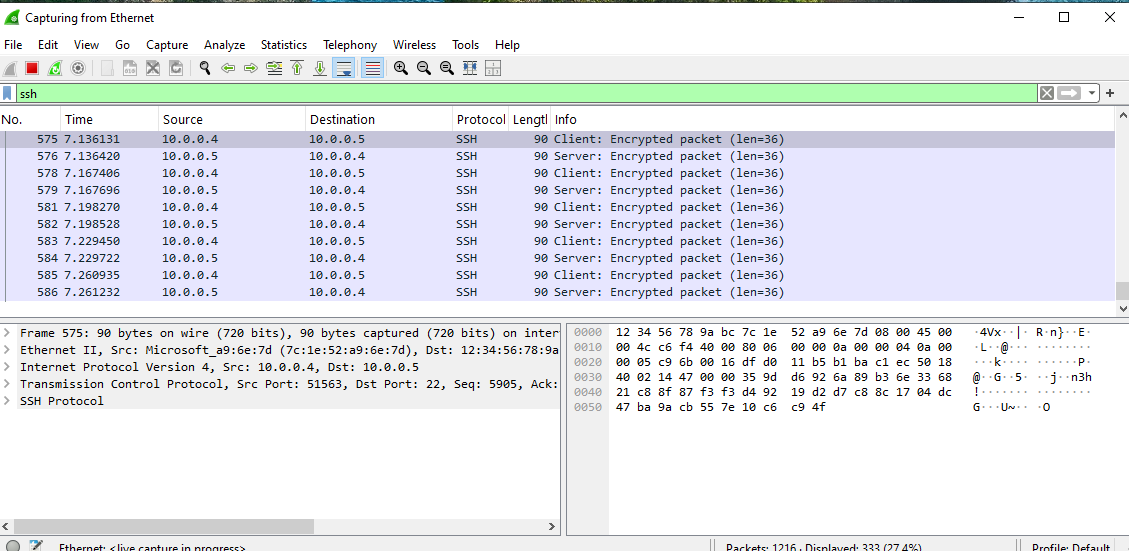 Capturing from Ethernet
File Edit View Go Capture Analyze Statistics Telephony Wireless Tools Help
ssh
No. Time Source Destination Protocol Lengtl Info
575 7.136131 10.0.0.4 10.0.0.5 SSH 90 Client: Encrypted packet (len=36)
576 7.136420 10.0.0.5 10.0.0.4 SSH 90 Server: Encrypted packet (len=36)
578 7.167406 10.0.0.4 10.0.0.5 SSH 90 Client: Encrypted packet (len=36)
579 7.167696 10.0.0.5 10.0.0.4 SSH 90 Server: Encrypted packet (len=36)
581 7.198270 10.0.0.4 10.0.0.5 SSH 90 Client: Encrypted packet (len=36)
582 7.198528 10.0.0.5 10.0.0.4 SSH 90 Server: Encrypted packet (len=36)
583 7.229450 10.0.0.4 10.0.0.5 SSH 90 Client: Encrypted packet (len=36)
584 7.229722 10.0.0.5 10.0.0.4 SSH 90 Server: Encrypted packet (len=36)
585 7.260935 10.0.0.4 10.0.0.5 SSH 90 Client: Encrypted packet (len=36)
586 7.261232 10.0.0.5 10.0.0.4 SSH 90 Server: Encrypted packet (len=36)
Frame 575: 90 bytes on wire (720 bits), 90 bytes captured (720 bits) on inter
Ethernet II, Src: Microsoft_a9:6e:7d (7c:1e:52:a9:6e:7d), Dst: 12:34:56:78:9a
Internet Protocol Version 4, Src: 10.0.0.4, Dst: 10.0.0.5
Transmission Control Protocol, Src Port: 51563, Dst Port: 22, Seq: 5905, Ack:
SSH Protocol
0000 12 34 56 78 9a bc 7c 1e 52 a9 6e 7d 08 00 45 00 ·4Vx··|· R·n}··E·
0010 00 4c c6 f4 40 00 80 06 00 00 0a 00 00 04 0a 00 ·L··@··· ········
0020 00 05 c9 6b 00 16 df d0 11 b5 b1 ba c1 ec 50 18 ···k···· ······P·
0030 40 02 14 47 00 00 35 9d d6 92 6a 89 b3 6e 33 68 @··G··5· ··j··n3h
0040 21 c8 8f 87 f3 f3 d4 92 19 d2 d7 c8 8c 17 04 dc !······· ········
0050 47 ba 9a cb 55 7e 10 c6 c9 4f G···U~·· ·O
Ethernet: <live capture in progress> Packets: 1216 · Displayed: 333 (27.4%) Profile: Default